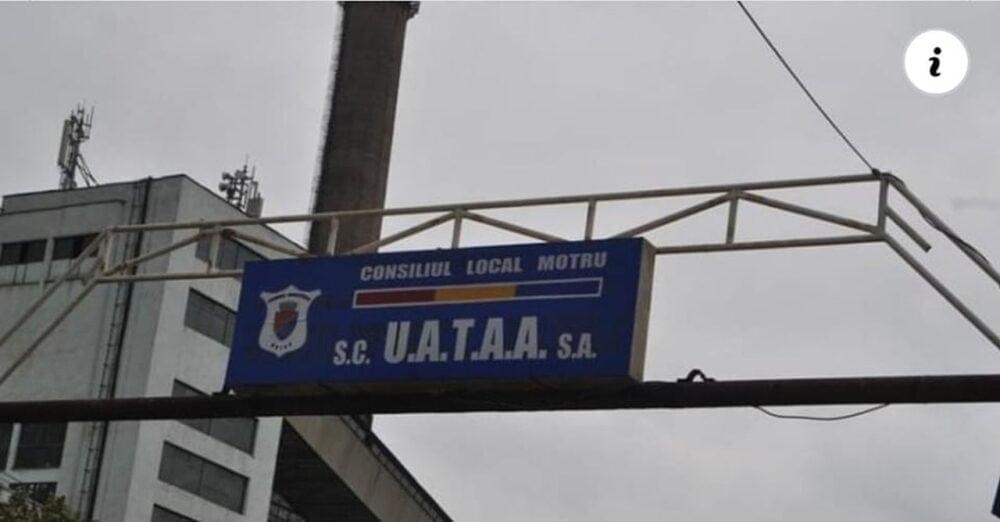 CONSILIUL LOCAL MOTRU
S.C. U.A.T.A.A. S.A.